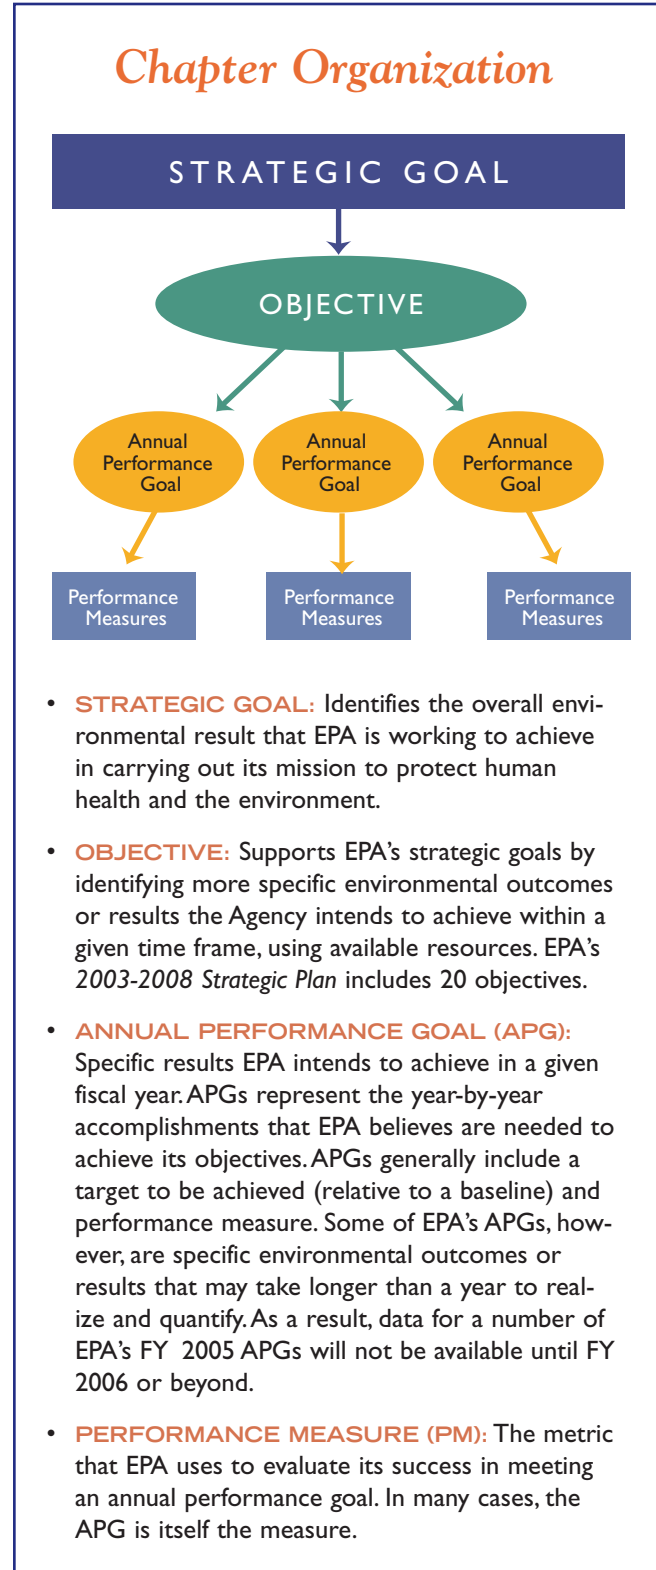 Chapter Organization
STRATEGIC GOAL
OBJECTIVE
Annual
Performance
Goal
Annual
Performance
Goal
Annual
Performance
Goal
Performance
Measures
Performance
Measures
Performance
Measures
• STRATEGIC GOAL: Identifies the overall envi-
ronmental result that EPA is working to achieve
in carrying out its mission to protect human
health and the environment.
• OBJECTIVE: Supports EPA’s strategic goals by
identifying more specific environmental outcomes
or results the Agency intends to achieve within a
given time frame, using available resources. EPA’s
2003-2008 Strategic Plan includes 20 objectives.
• ANNUAL PERFORMANCE GOAL (APG):
Specific results EPA intends to achieve in a given
fiscal year. APGs represent the year-by-year
accomplishments that EPA believes are needed to
achieve its objectives. APGs generally include a
target to be achieved (relative to a baseline) and
performance measure. Some of EPA’s APGs, how-
ever, are specific environmental outcomes or
results that may take longer than a year to real-
ize and quantify. As a result, data for a number of
EPA’s FY 2005 APGs will not be available until FY
2006 or beyond.
• PERFORMANCE MEASURE (PM): The metric
that EPA uses to evaluate its success in meeting
an annual performance goal. In many cases, the
APG is itself the measure.